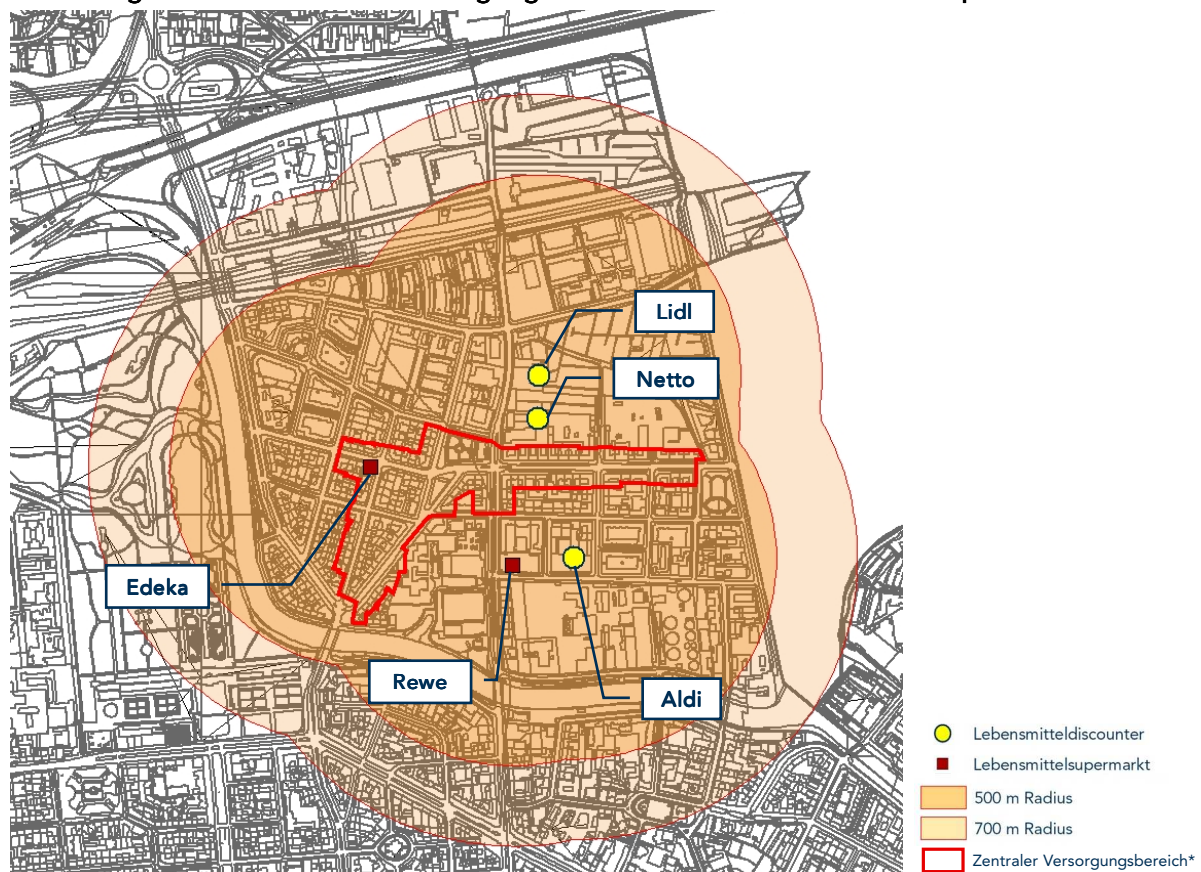 Lidl
Netto
Edeka
Rewe
Aldi
Lebensmitteldiscounter
Lebensmittelsupermarkt
500 m Radius
700 m Radius
Zentraler Versorgungsbereich*